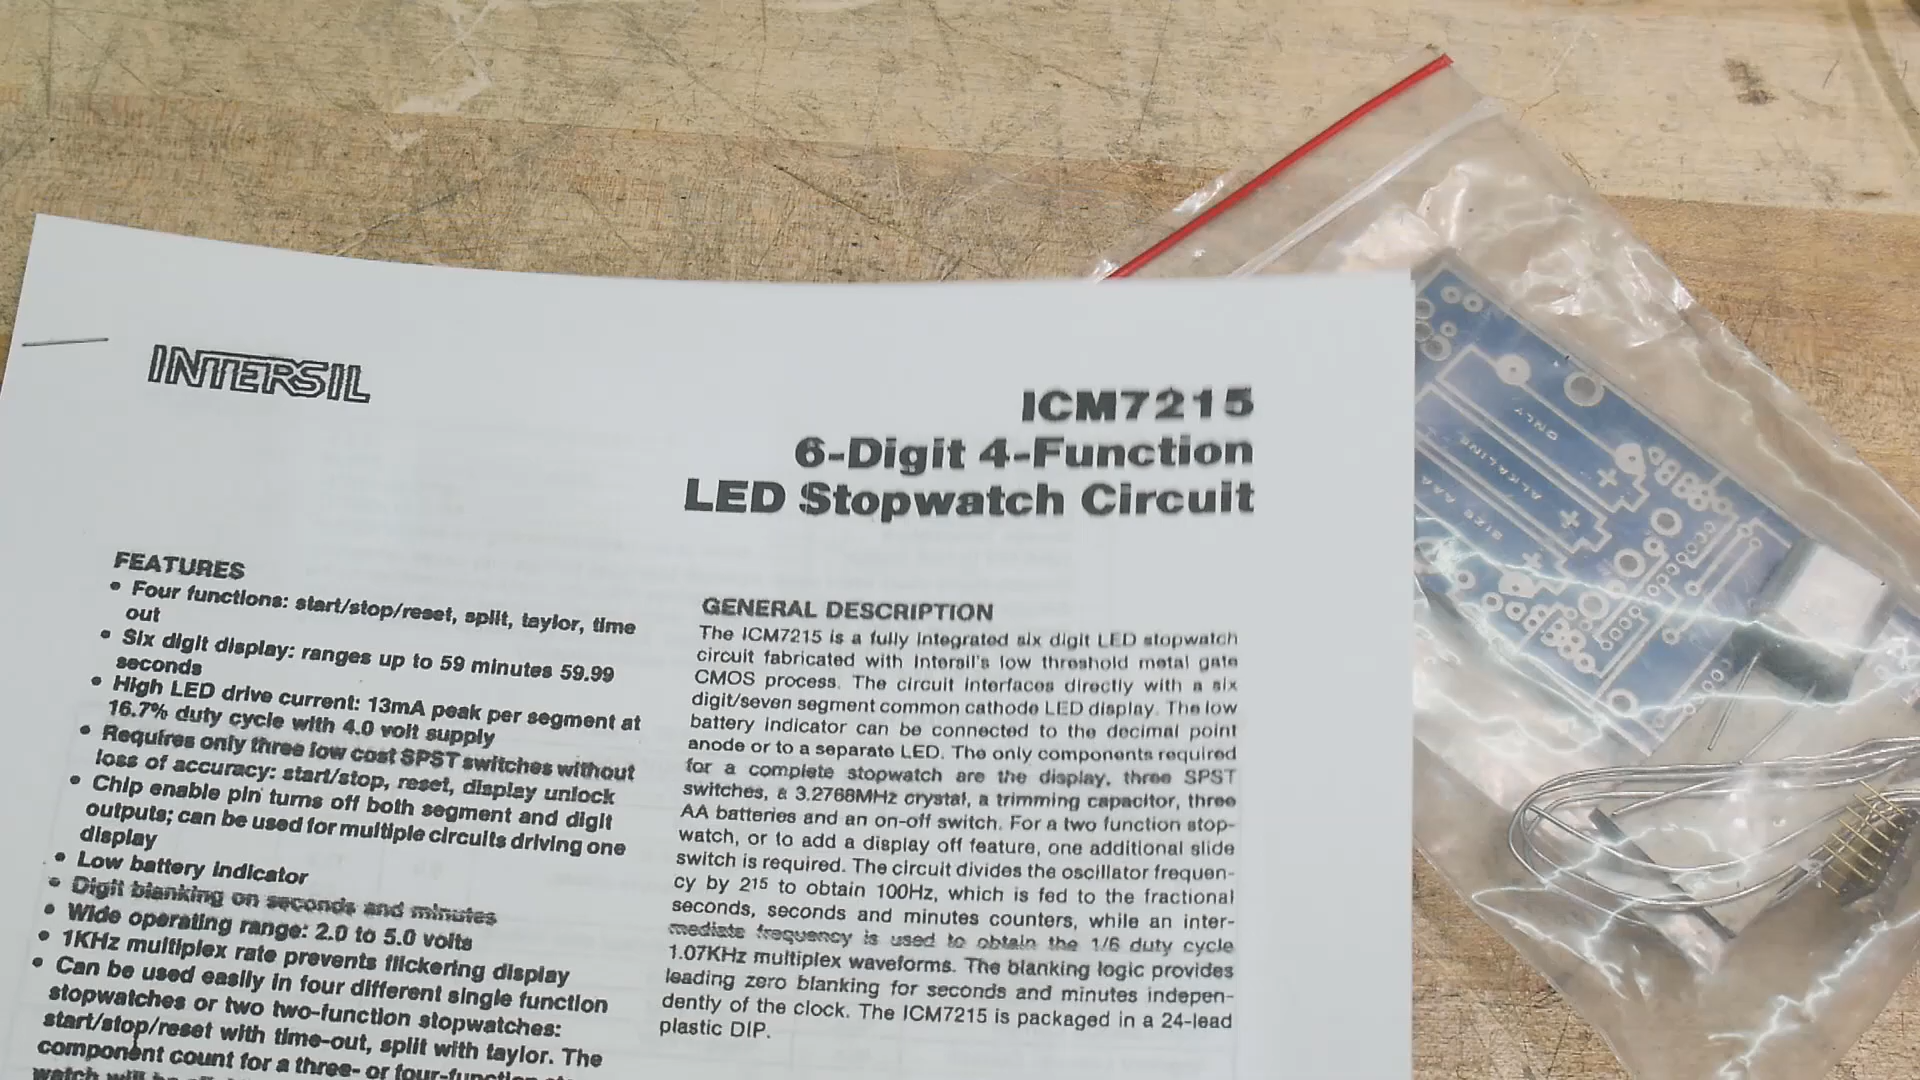 INTERSIL
ICM7215
6-Digit 4-Function
LED Stopwatch Circuit
FEATURES
• Four functions: start/stop/reset, split, taylor, time
out
• Six digit display: ranges up to 59 minutes 59.99
seconds
• High LED drive current: 13mA peak per segment at
16.7% duty cycle with 4.0 volt supply
• Requires only three low cost SPST switches without
loss of accuracy: start/stop, reset, display unlock
• Chip enable pin turns off both segment and digit
outputs; can be used for multiple circuits driving one
display
• Low battery indicator
• Digit blanking on seconds and minutes
• Wide operating range: 2.0 to 5.0 volts
• 1KHz multiplex rate prevents flickering display
• Can be used easily in four different single function
stopwatches or two two-function stopwatches:
start/stop/reset with time-out, split with taylor. The
component count for a three- or four-function
watch will be
GENERAL DESCRIPTION
The ICM7215 is a fully integrated six digit LED stopwatch
circuit fabricated with Intersil's low threshold metal gate
CMOS process. The circuit interfaces directly with a six
digit/seven segment common cathode LED display. The low
battery indicator can be connected to the decimal point
anode or to a separate LED. The only components required
for a complete stopwatch are the display, three SPST
switches, a 3.2768MHz crystal, a trimming capacitor, three
AA batteries and an on-off switch. For a two function stop-
watch, or to add a display off feature, one additional slide
switch is required. The circuit divides the oscillator frequen-
cy by 2¹⁵ to obtain 100Hz, which is fed to the fractional
seconds, seconds and minutes counters, while an inter-
mediate frequency is used to obtain the 1/6 duty cycle
1.07KHz multiplex waveforms. The blanking logic provides
leading zero blanking for seconds and minutes indepen-
dently of the clock. The ICM7215 is packaged in a 24-lead
plastic DIP.
ONLY
ALKALINE
SIZE AAA
+
+
+